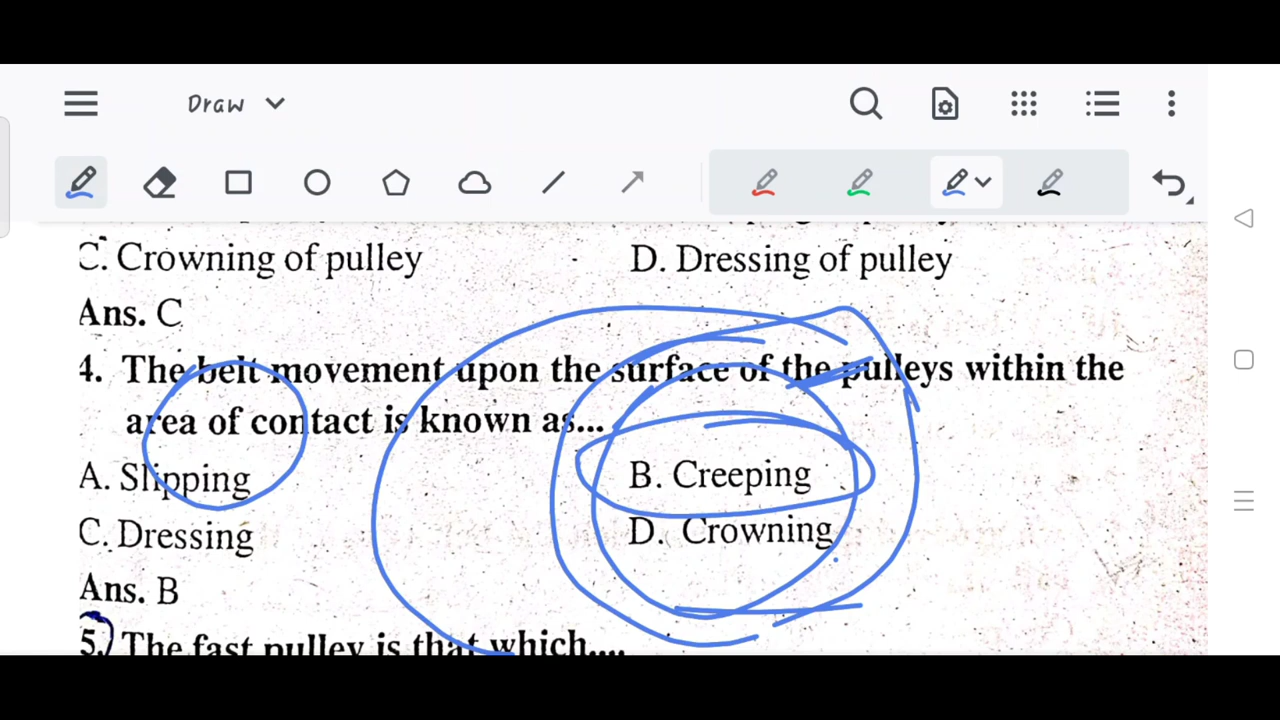 Draw
C. Crowning of pulley D. Dressing of pulley
Ans. C
4. The belt movement upon the surface of the pulleys within the
area of contact is known as...
A. Slipping B. Creeping
C. Dressing D. Crowning
Ans. B
5. The fast pulley is that which....